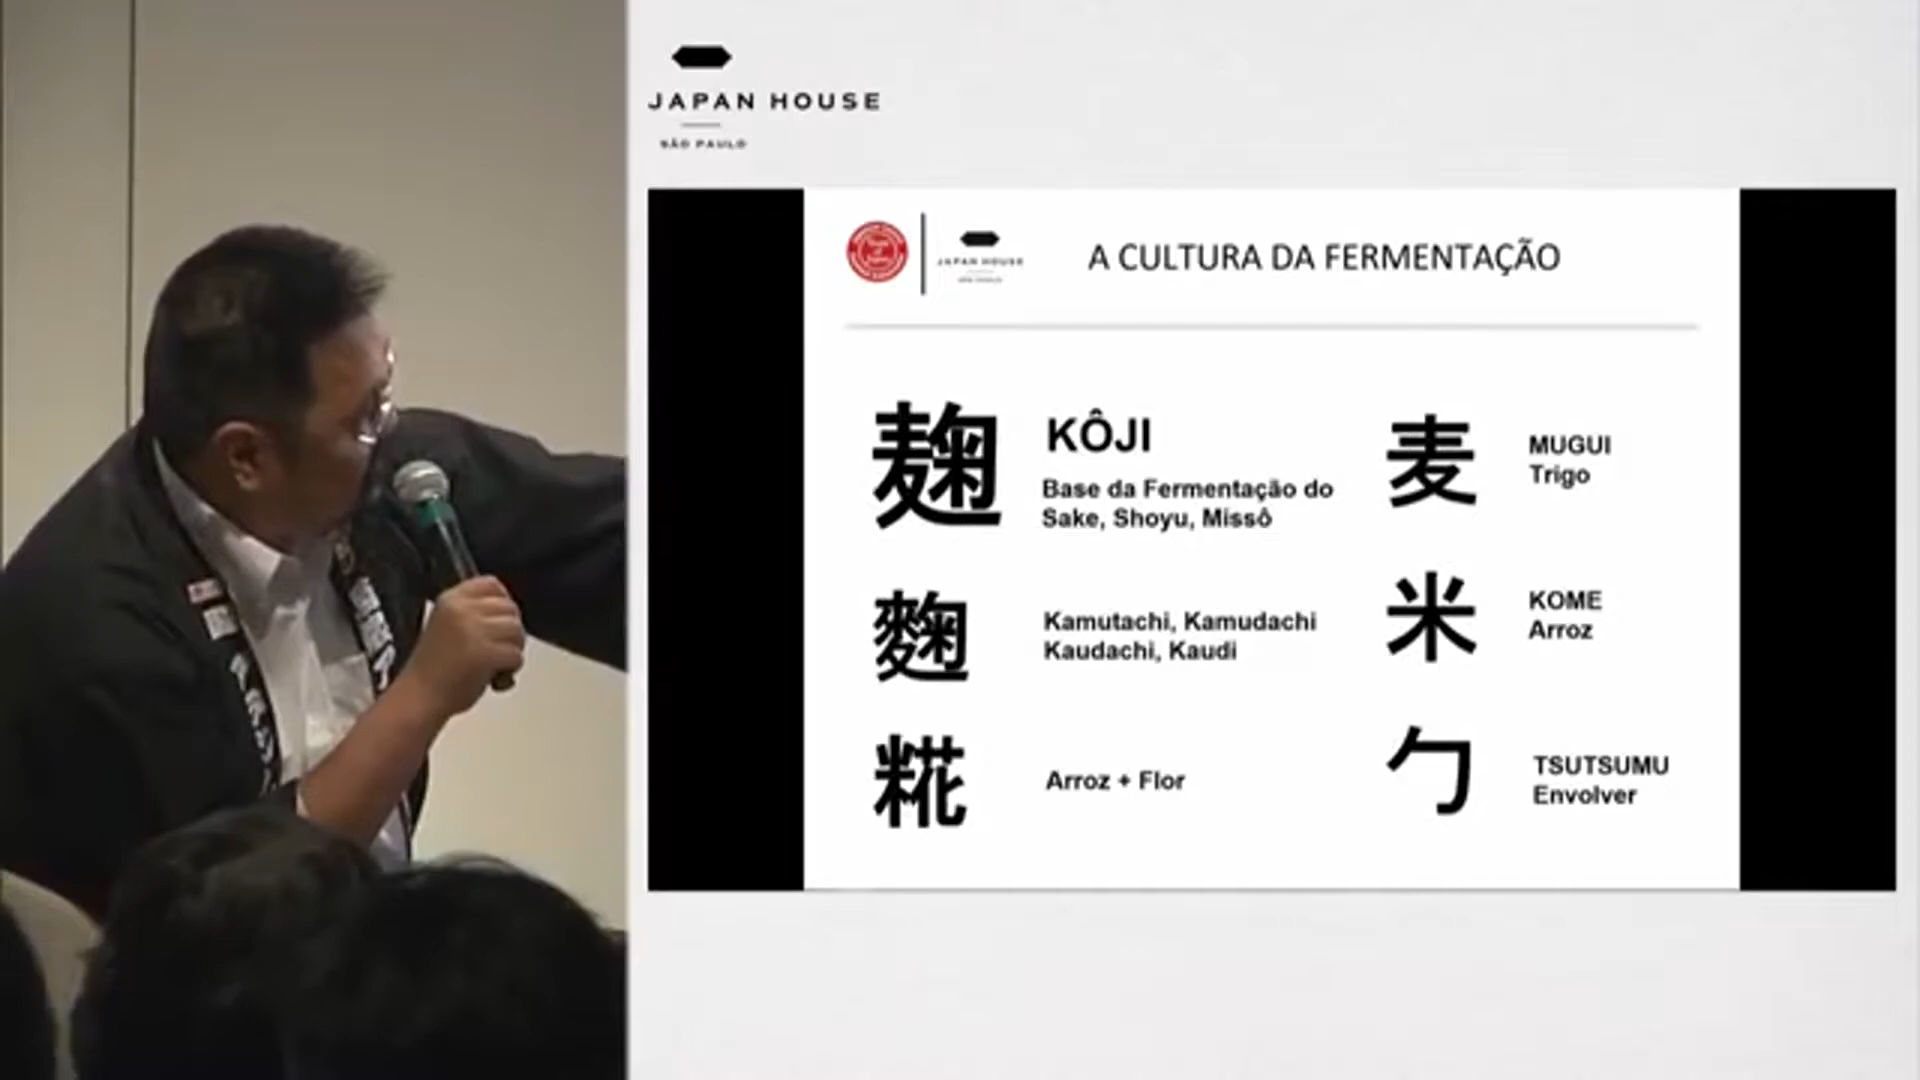 JAPAN HOUSE
SÃO PAULO
JAPAN HOUSE
A CULTURA DA FERMENTAÇÃO
麹
KÔJI
Base da Fermentação do
Sake, Shoyu, Missô
麦
MUGUI
Trigo
麴
Kamutachi, Kamudachi
Kaudachi, Kaudi
米
KOME
Arroz
糀
Arroz + Flor
勹
TSUTSUMU
Envolver